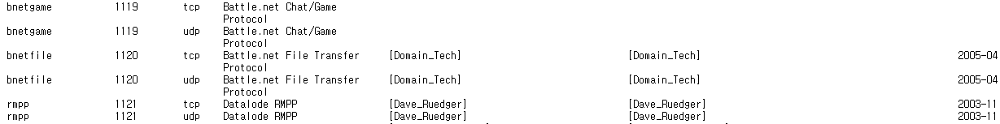 bnetgame 1119 tcp Battle.net Chat/Game
Protocol
bnetgame 1119 udp Battle.net Chat/Game
Protocol
bnetfile 1120 tcp Battle.net File Transfer [Domain_Tech] [Domain_Tech] 2005-04
Protocol
bnetfile 1120 udp Battle.net File Transfer [Domain_Tech] [Domain_Tech] 2005-04
Protocol
rmpp 1121 tcp Datalode RMPP [Dave_Ruedger] [Dave_Ruedger] 2003-11
rmpp 1121 udp Datalode RMPP [Dave_Ruedger] [Dave_Ruedger] 2003-11